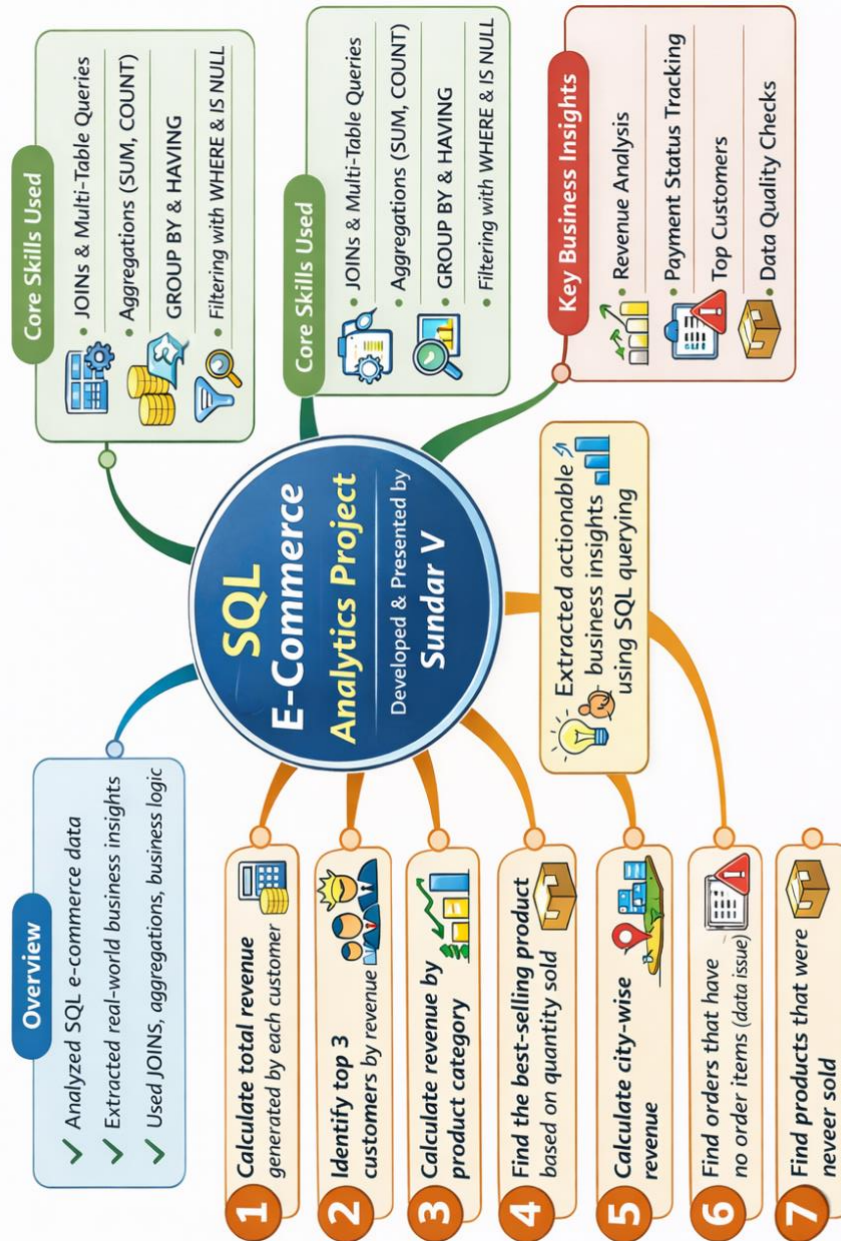 SQL
E-Commerce
Analytics Project
Developed & Presented by
Sundar V
Overview
Analyzed SQL e-commerce data
Extracted real-world business insights
Used JOINs, aggregations, business logic
Core Skills Used
• JOINs & Multi-Table Queries
• Aggregations (SUM, COUNT)
• GROUP BY & HAVING
• Filtering with WHERE & IS NULL
Core Skills Used
• JOINs & Multi-Table Queries
• Aggregations (SUM, COUNT)
• GROUP BY & HAVING
• Filtering with WHERE & IS NULL
Key Business Insights
• Revenue Analysis
• Payment Status Tracking
• Top Customers
• Data Quality Checks
1
Calculate total revenue
generated by each customer
2
Identify top 3
customers by revenue
3
Calculate revenue by
product category
4
Find the best-selling product
based on quantity sold
5
Calculate city-wise
revenue
6
Find orders that have
no order items (data issue)
7
Find products that were
neveer sold
Extracted actionable
business insights
using SQL querying